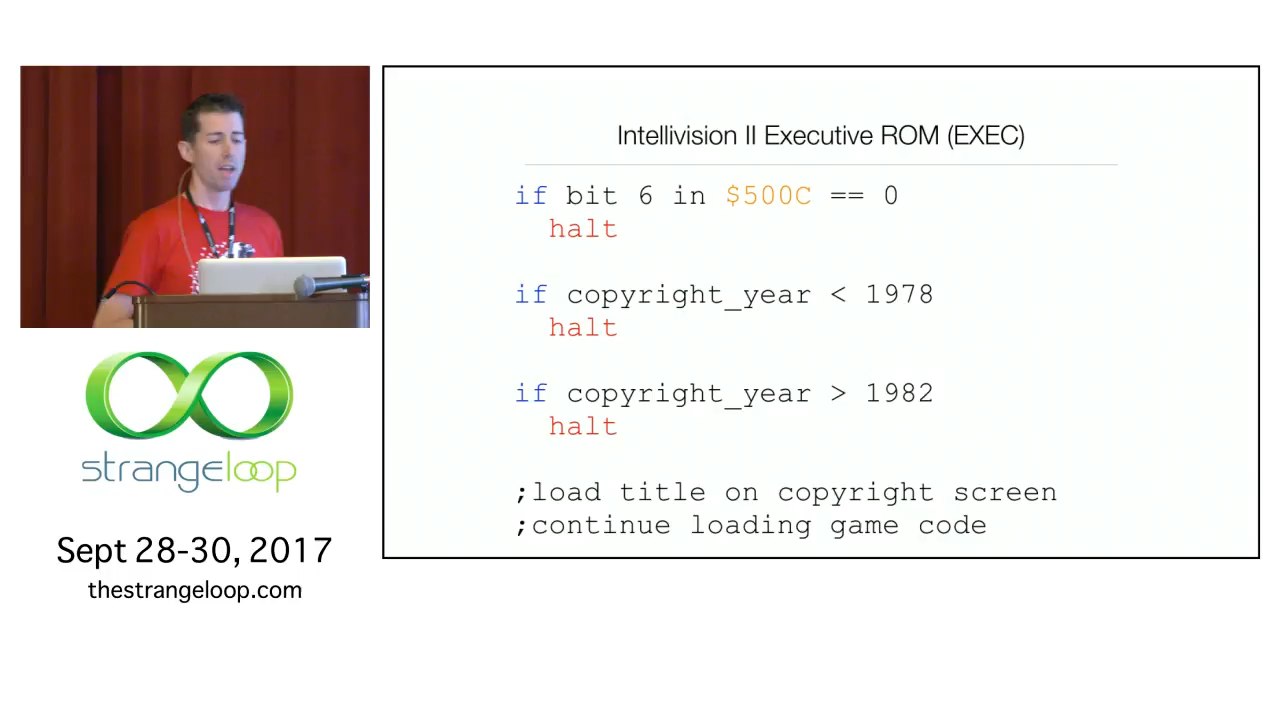 Intellivision II Executive ROM (EXEC)
if bit 6 in $500C == 0
halt
if copyright_year < 1978
halt
if copyright_year > 1982
halt
;load title on copyright screen
;continue loading game code
strangeloop
Sept 28-30, 2017
thestrangeloop.com